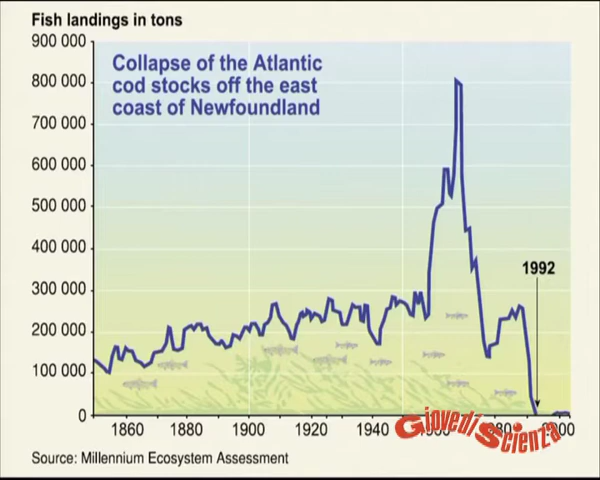 Fish landings in tons
900 000
Collapse of the Atlantic
cod stocks off the east
coast of Newfoundland
800 000
700 000
600 000
500 000
400 000
300 000
200 000
100 000
0
1992
1860 1880 1900 1920 1940
Giovedì Scienza
Source: Millennium Ecosystem Assessment